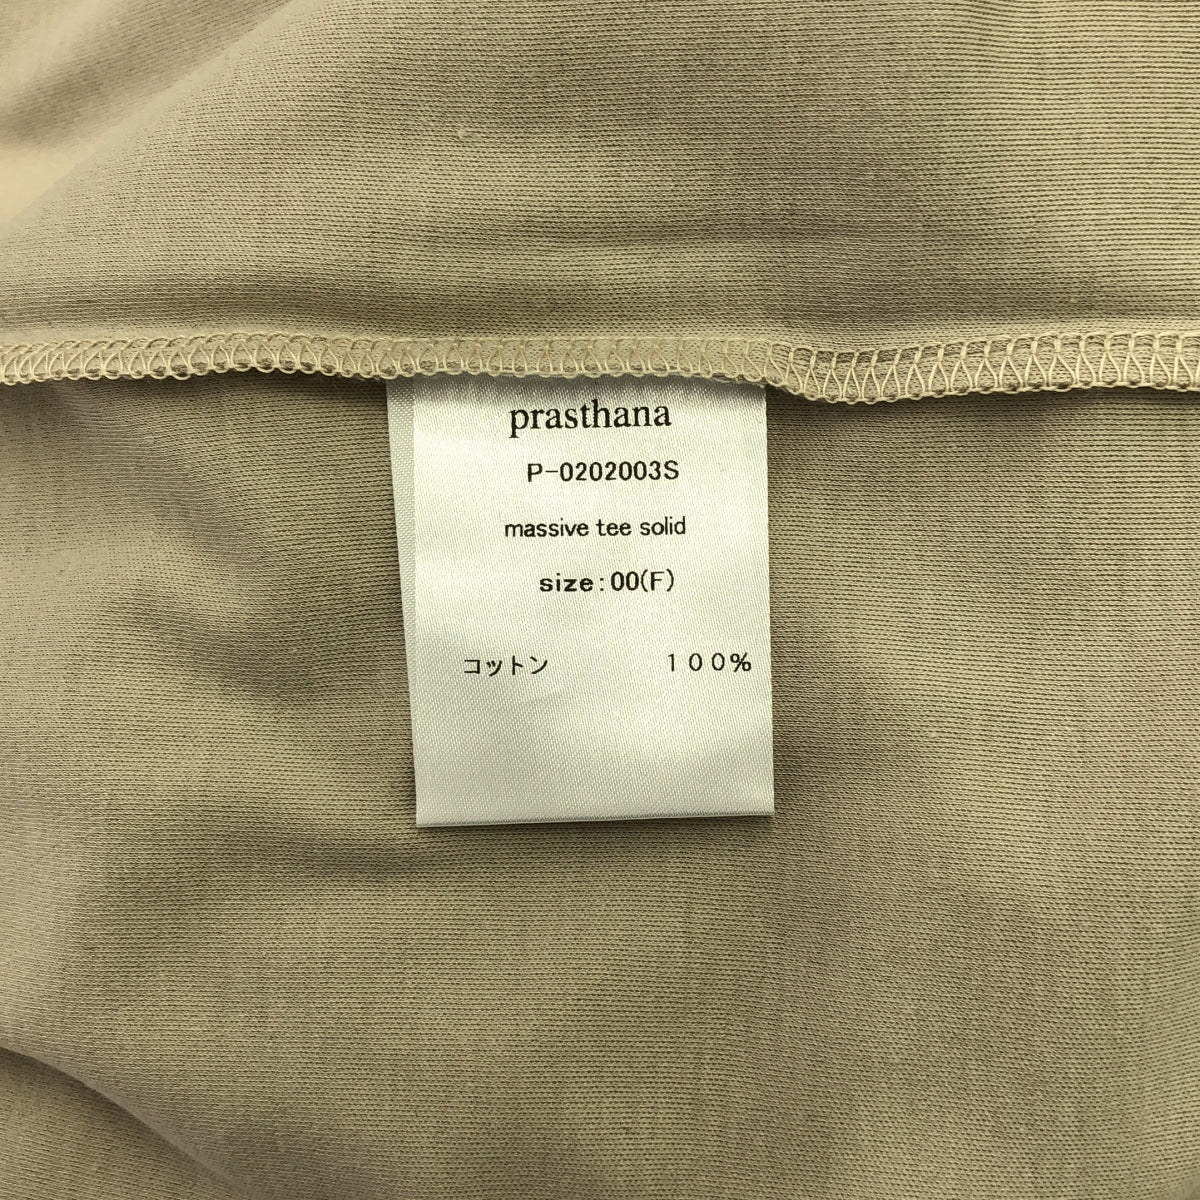 prasthana
P-0202003S
massive tee solid
size:00(F)
コットン 100%